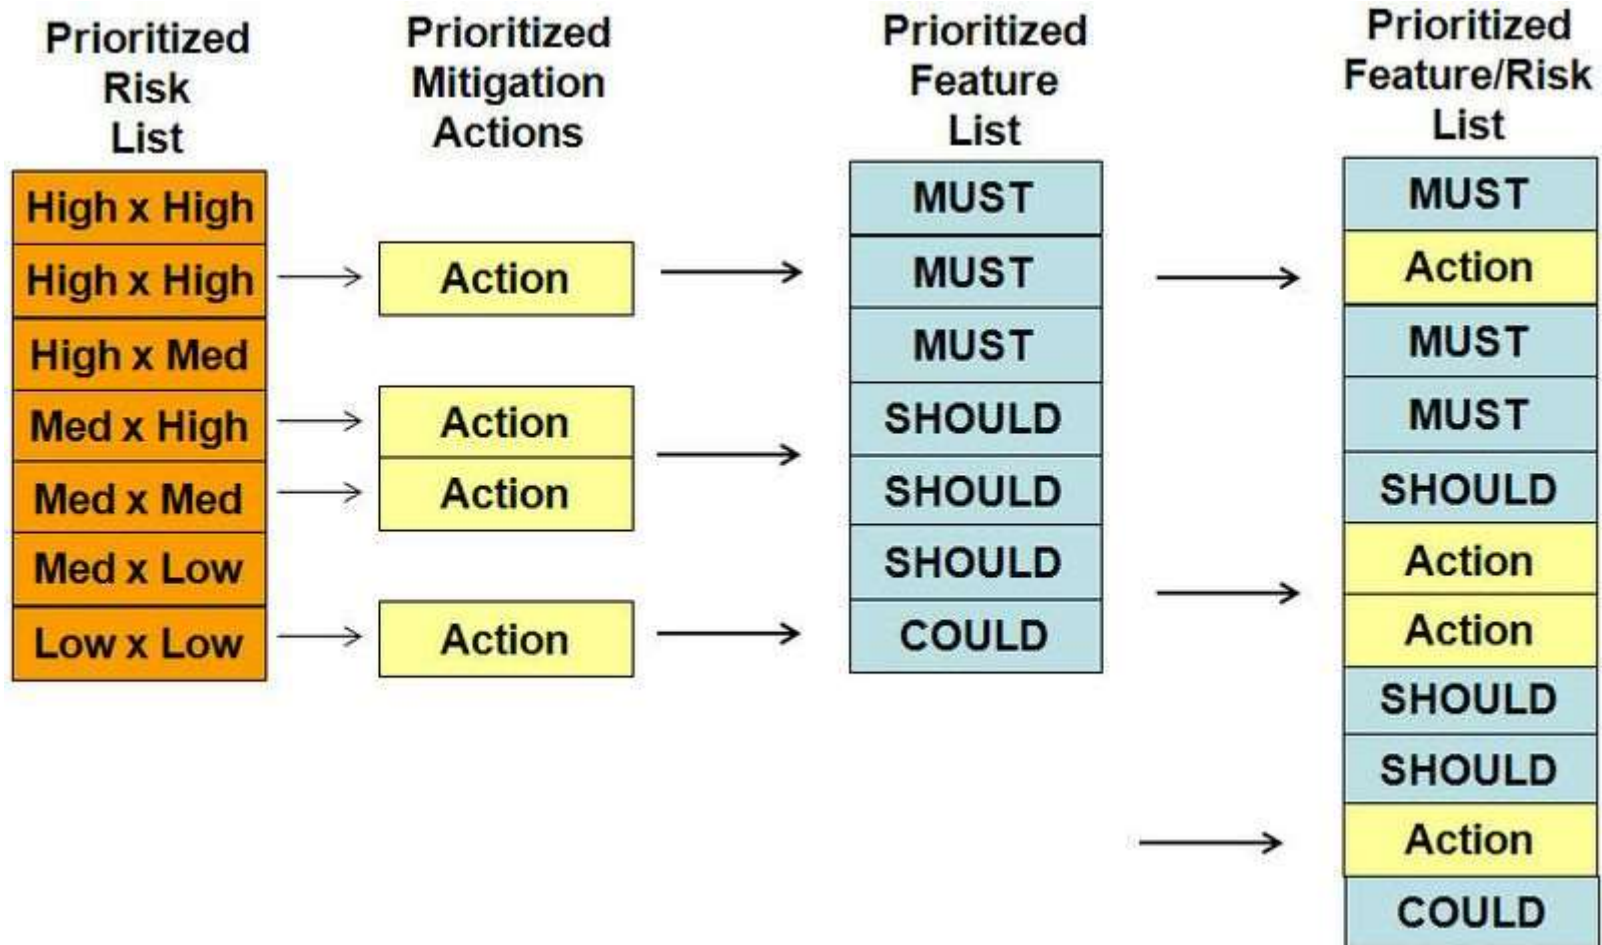 Prioritized
Risk
List
High x High
High x High
High x Med
Med x High
Med x Med
Med x Low
Low x Low
Prioritized
Mitigation
Actions
Action
Action
Action
Action
Prioritized
Feature
List
MUST
MUST
MUST
SHOULD
SHOULD
SHOULD
COULD
Prioritized
Feature/Risk
List
MUST
Action
MUST
MUST
SHOULD
Action
Action
SHOULD
SHOULD
Action
COULD